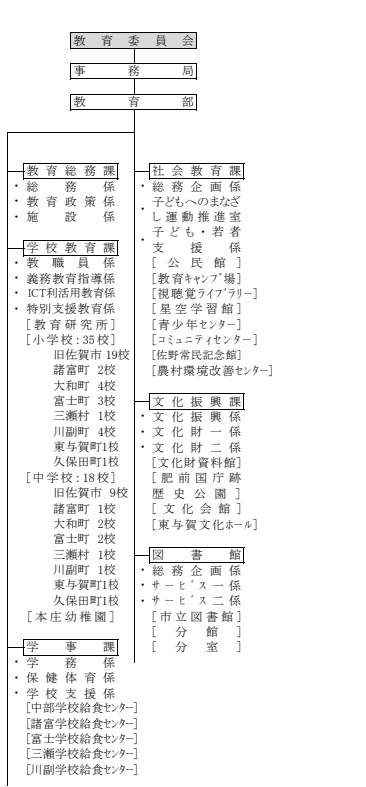 教育委員会
事務局
教育部
教育総務課
・総務係
・教育政策係
・施設係
学校教育課
・教職員係
・義務教育指導係
・ICT利活用教育係
・特別支援教育係
[教育研究所]
[小学校:35校]
旧佐賀市 19校
諸富町 2校
大和町 4校
富士町 3校
三瀬村 1校
川副町 4校
東与賀町1校
久保田町1校
[中学校:18校]
旧佐賀市 9校
諸富町 1校
大和町 2校
富士町 2校
三瀬村 1校
川副町 1校
東与賀町1校
久保田町1校
[本庄幼稚園]
学事課
・学務係
・保健体育係
・学校支援係
[中部学校給食センター]
[諸富学校給食センター]
[富士学校給食センター]
[三瀬学校給食センター]
[川副学校給食センター]
社会教育課
・総務企画係
・子どもへのまなざ
し運動推進室
・子ども・若者
支援係
[公民館]
[教育キャンプ場]
[視聴覚ライブラリー]
[星空学習館]
[青少年センター]
[コミュニティセンター]
[佐野常民記念館]
[農村環境改善センター]
文化振興課
・文化財一係
・文化財二係
[文化財資料館]
[肥前国庁跡
歴史公園]
[文化会館]
[東与賀文化ホール]
図書館
・総務企画係
・サービス一係
・サービス二係
[市立図書館]
[分館]
[分室]